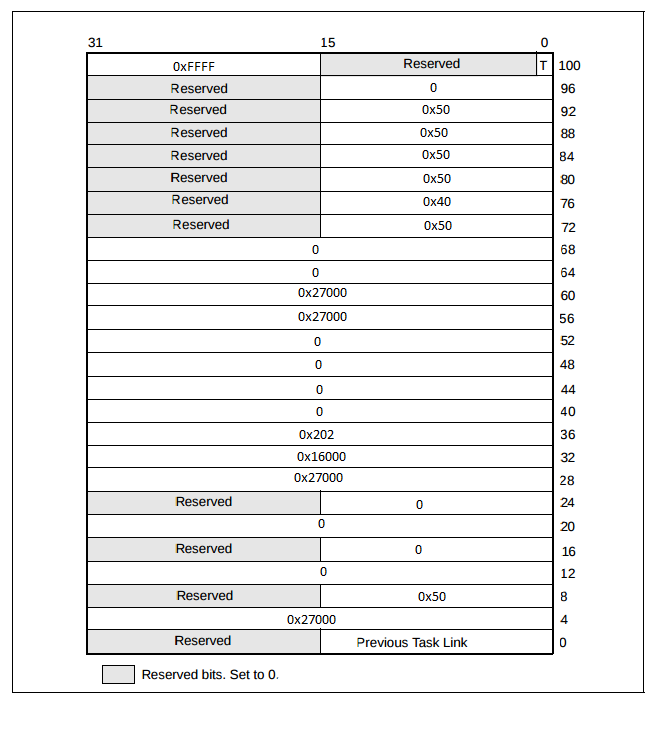 31 15 0
0xFFFF Reserved T 100
Reserved 0 96
Reserved 0x50 92
Reserved 0x50 88
Reserved 0x50 84
Reserved 0x50 80
Reserved 0x40 76
Reserved 0x50 72
0 68
0 64
0x27000 60
0x27000 56
0 52
0 48
0 44
0 40
0x202 36
0x16000 32
0x27000 28
Reserved 0 24
0 20
Reserved 0 16
0 12
Reserved 0x50 8
0x27000 4
Reserved Previous Task Link 0
Reserved bits. Set to 0.